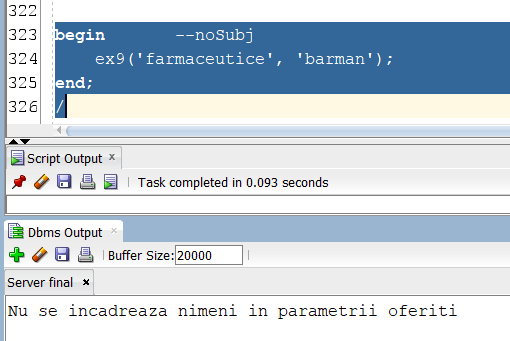 322
323 begin --noSubj
324 ex9('farmaceutice', 'barman');
325 end;
326 /
Script Output x
Task completed in 0.093 seconds
Dbms Output x
Buffer Size: 20000
Server final x
Nu se incadreaza nimeni in parametrii oferiti